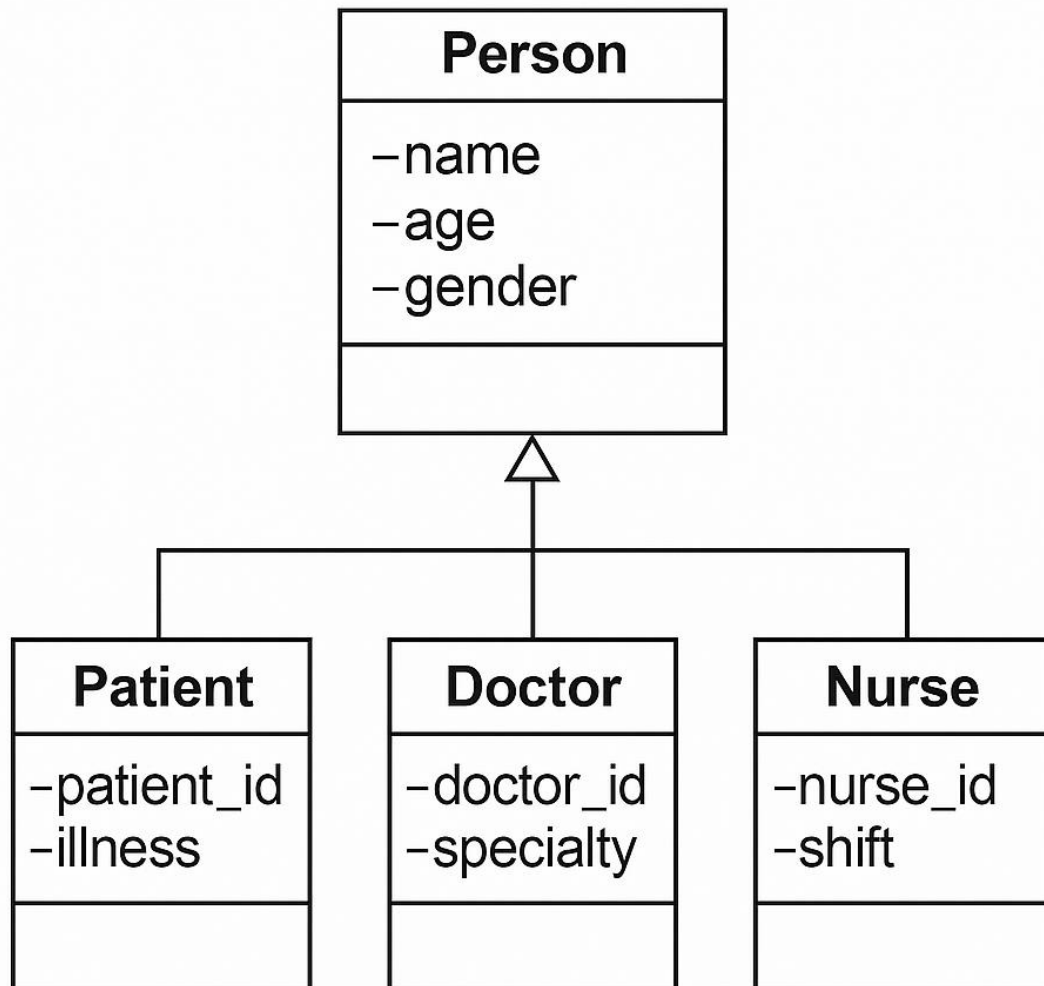 Person
–name
–age
–gender
Patient
–patient_id
–illness
Doctor
–doctor_id
–specialty
Nurse
–nurse_id
–shift